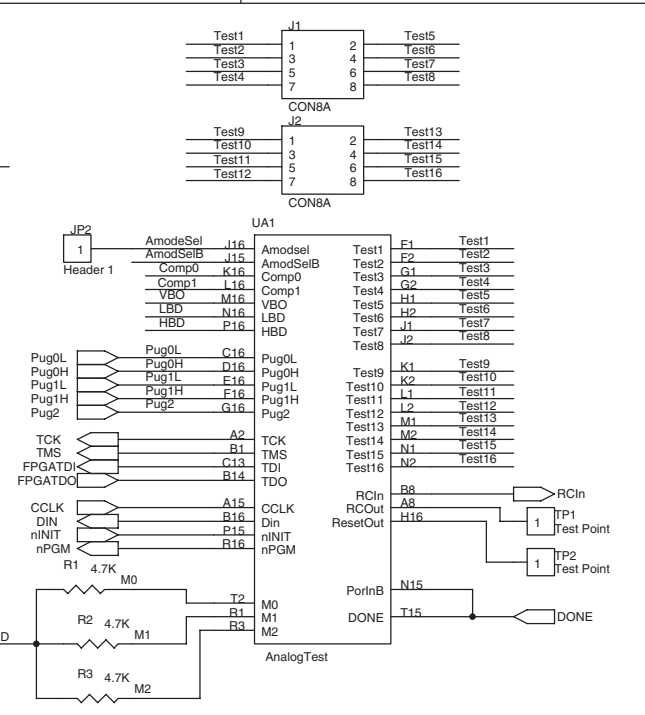 J1
Test1 1 2 Test5
Test2 3 4 Test6
Test3 5 6 Test7
Test4 7 8 Test8
CON8A
J2
Test9 1 2 Test13
Test10 3 4 Test14
Test11 5 6 Test15
Test12 7 8 Test16
CON8A
UA1
JP2
1
Header 1
AmodeSel J16 Amodsel Test1 F1 Test1
AmodSelB J15 AmodSelB Test2 F2 Test2
Comp0 K16 Comp0 Test3 G1 Test3
Comp1 L16 Comp1 Test4 G2 Test4
VBO M16 VBO Test5 H1 Test5
LBD N16 LBD Test6 H2 Test6
HBD P16 HBD Test7 J1 Test7
Test8 J2 Test8
Pug0L Pug0L C16 Pug0L Test9 K1 Test9
Pug0H Pug0H D16 Pug0H Test10 K2 Test10
Pug1L Pug1L E16 Pug1L Test11 L1 Test11
Pug1H Pug1H F16 Pug1H Test12 L2 Test12
Pug2 Pug2 G16 Pug2 Test13 M1 Test13
Test14 M2 Test14
TCK A2 TCK Test15 N1 Test15
TMS B1 TMS Test16 N2 Test16
FPGATDI C13 TDI
FPGATDO B14 TDO
RCIn B8 RCIn
CCLK A15 CCLK RCOut A8 TP1
DIN B16 Din ResetOut H16 1 Test Point
nINIT P15 nINIT
nPGM R16 nPGM
TP2
1 Test Point
R1 4.7K M0
PorInB N15
T2 M0
R2 4.7K M1 R1 M1 DONE T15 DONE
R3 M2
D
AnalogTest
R3 4.7K M2